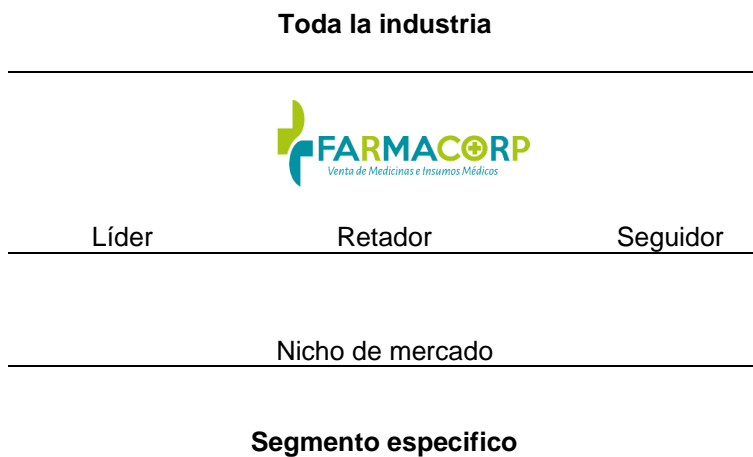 Toda la industria
FARMACORP
Venta de Medicinas e Insumos Médicos
Líder Retador Seguidor
Nicho de mercado
Segmento especifico